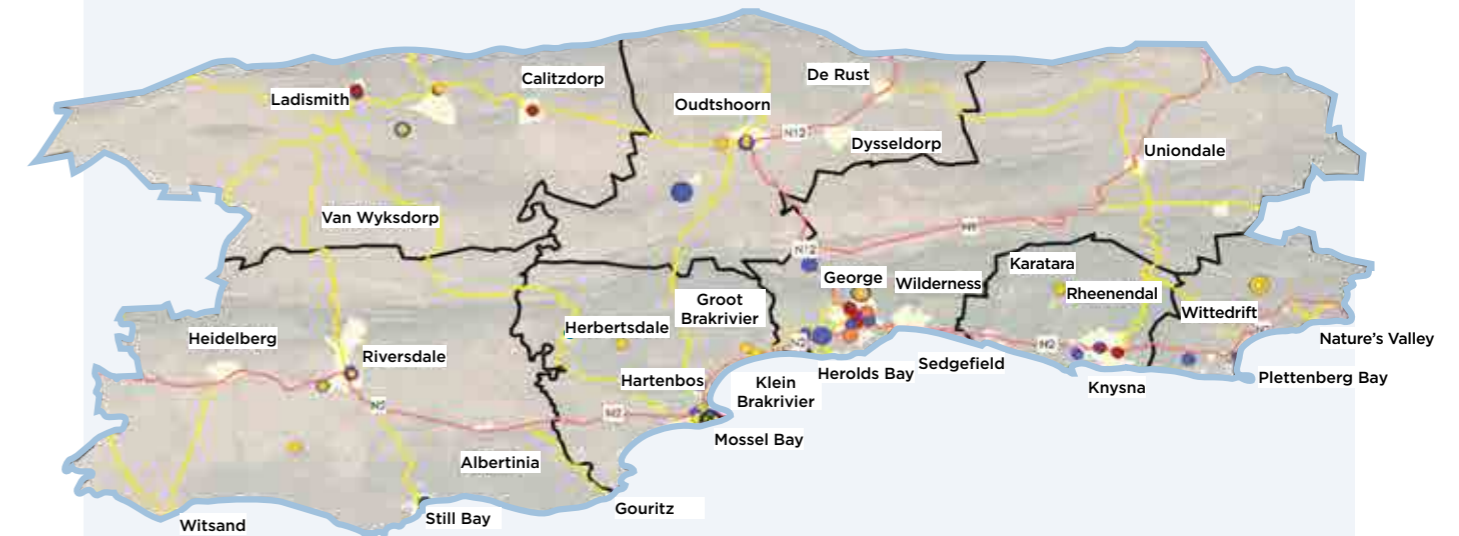 Calitzdorp
De Rust
Ladismith
Oudtshoorn
N12
Dysseldorp
Uniondale
Van Wyksdorp
N9
N12
Karatara
George
Wilderness
Rheenendal
Groot
Brakrivier
Wittedrift
Herbertsdale
Heidelberg
N2
N2
N2
Nature's Valley
Riversdale
Sedgefield
Herolds Bay
Hartenbos
Klein
Brakrivier
Plettenberg Bay
Knysna
N2
N2
Mossel Bay
Albertinia
Gouritz
Still Bay
Witsand